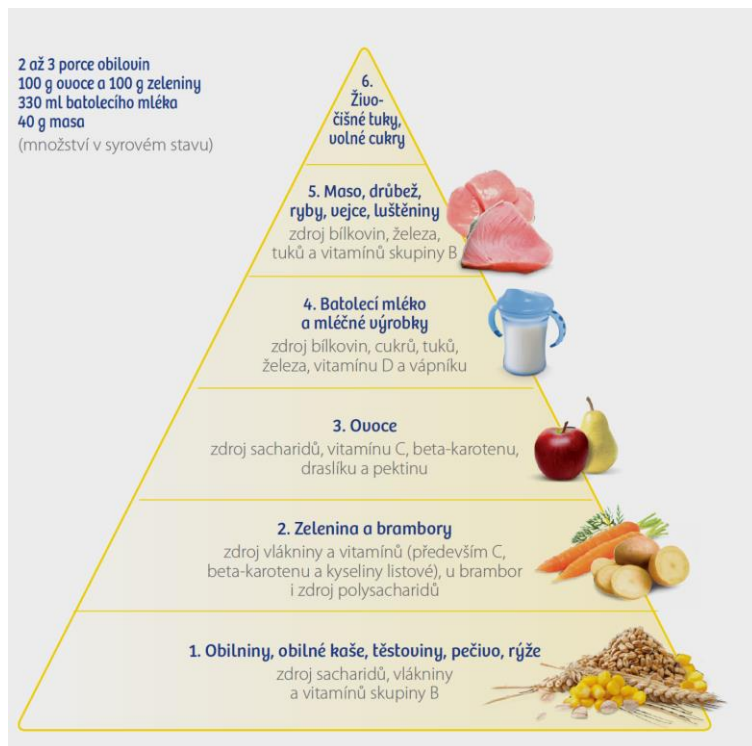 2 až 3 porce obilovin
100 g ovoce a 100 g zeleniny
330 ml batolecího mléka
40 g masa
(množství v syrovém stavu)
6.
Živo-
čišné tuky,
volné cukry
5. Maso, drůbež,
ryby, vejce, luštěniny
zdroj bílkovin, železa,
tuků a vitamínů skupiny B
4. Batolecí mléko
a mléčné výrobky
zdroj bílkovin, cukrů, tuků,
železa, vitamínu D a vápníku
3. Ovoce
zdroj sacharidů, vitamínu C, beta-karotenu,
draslíku a pektinu
2. Zelenina a brambory
zdroj vlákniny a vitamínů (především C,
beta-karotenu a kyseliny listové), u brambor
i zdroj polysacharidů
1. Obilniny, obilné kaše, těstoviny, pečivo, rýže
zdroj sacharidů, vlákniny
a vitamínů skupiny B